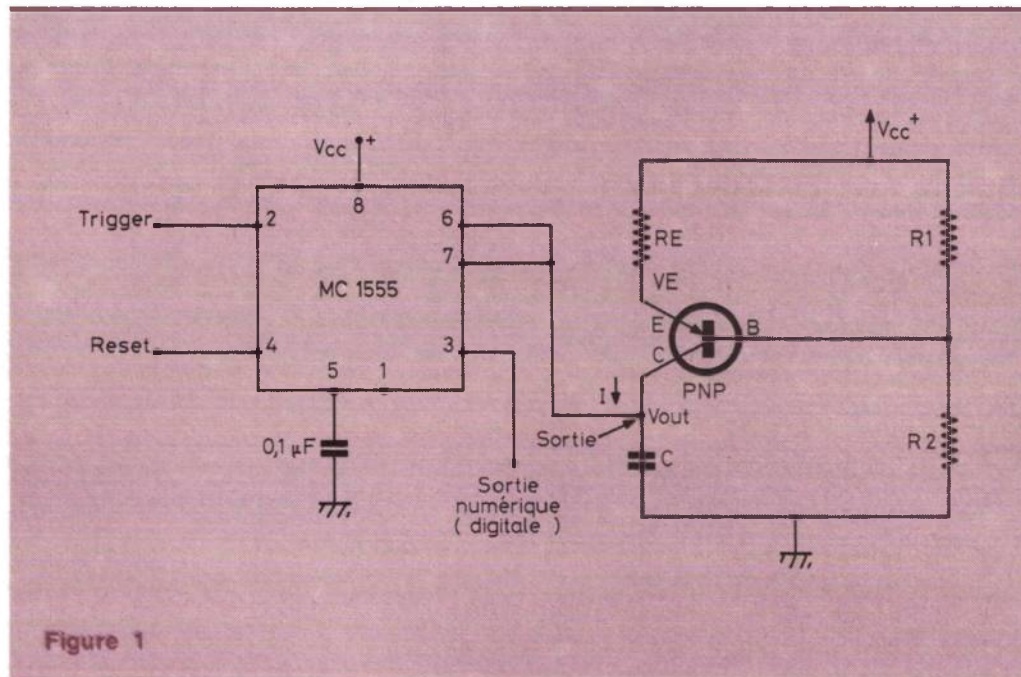 Vcc +
8
Trigger
2
6
7
MC 1555
Reset
4
3
5
1
0,1 µF
Sortie
numérique
( digitale )
Vcc +
RE
R1
VE
E
B
C
PNP
I
Vout
Sortie
C
R2
Figure 1